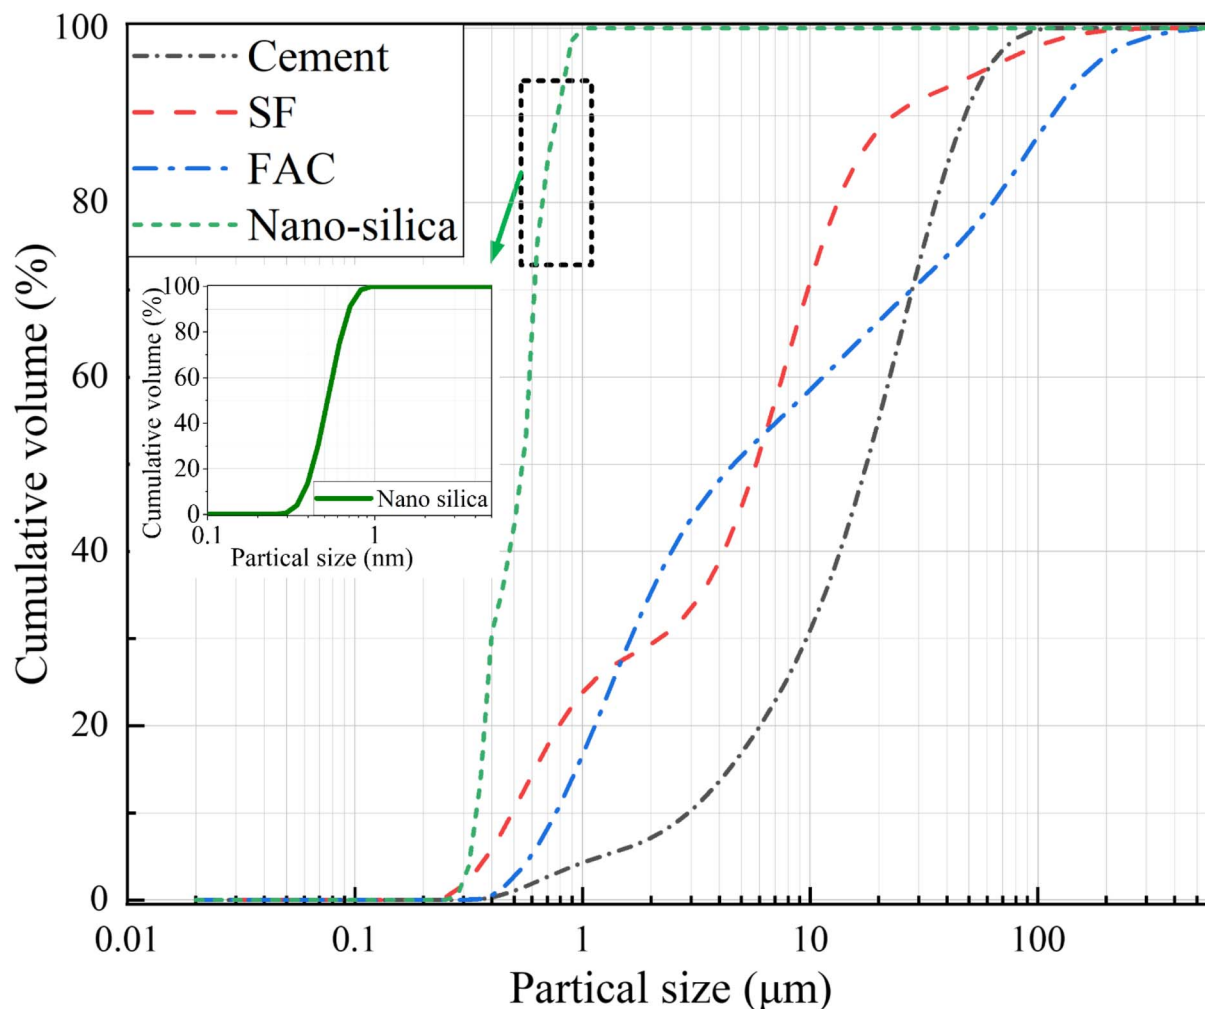 100
80
60
40
20
0
Cumulative volume (%)
Cement
SF
FAC
Nano-silica
100
80
60
40
20
0
Cumulative volume (%)
Nano silica
0.1
1
Partical size (nm)
0.01
0.1
1
10
100
Partical size (μm)